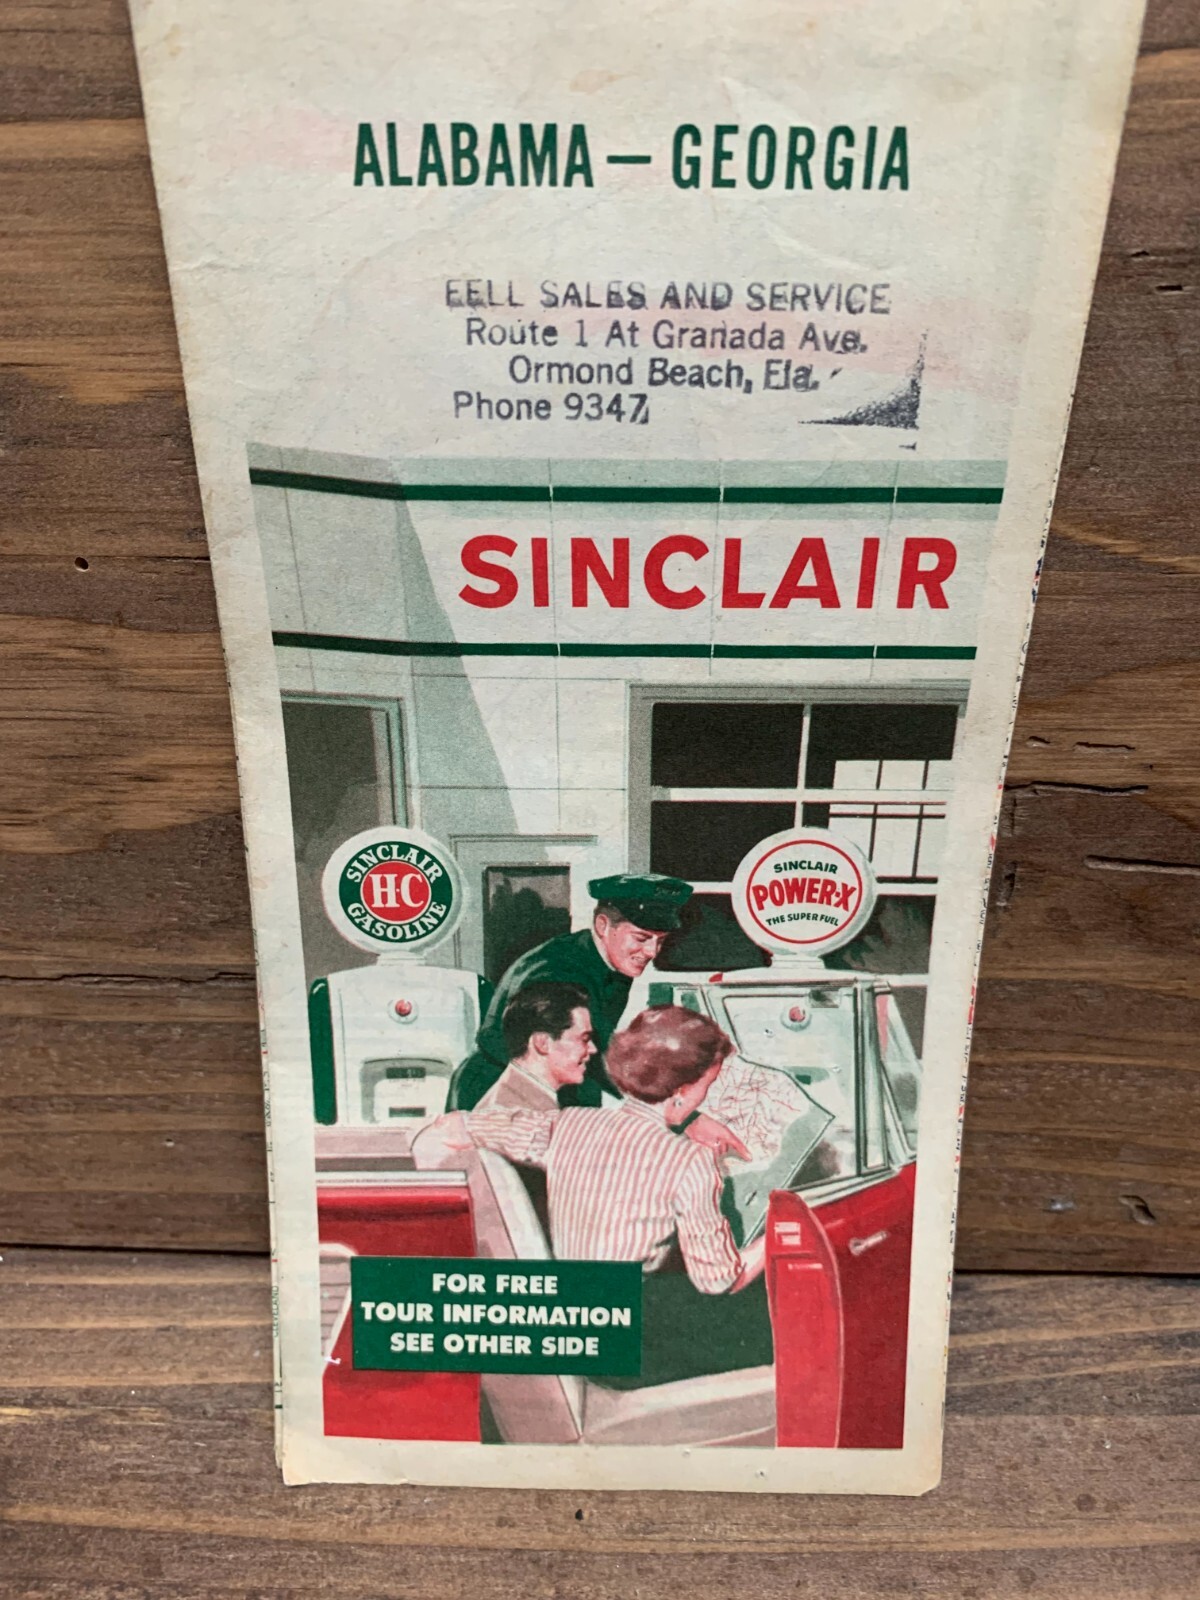 ALABAMA — GEORGIA
EELL SALES AND SERVICE
Route 1 At Granada Ave.
Ormond Beach, Fla.
Phone 9347
SINCLAIR
SINCLAIR
H-C
GASOLINE
SINCLAIR
POWER-X
THE SUPER FUEL
FOR FREE
TOUR INFORMATION
SEE OTHER SIDE